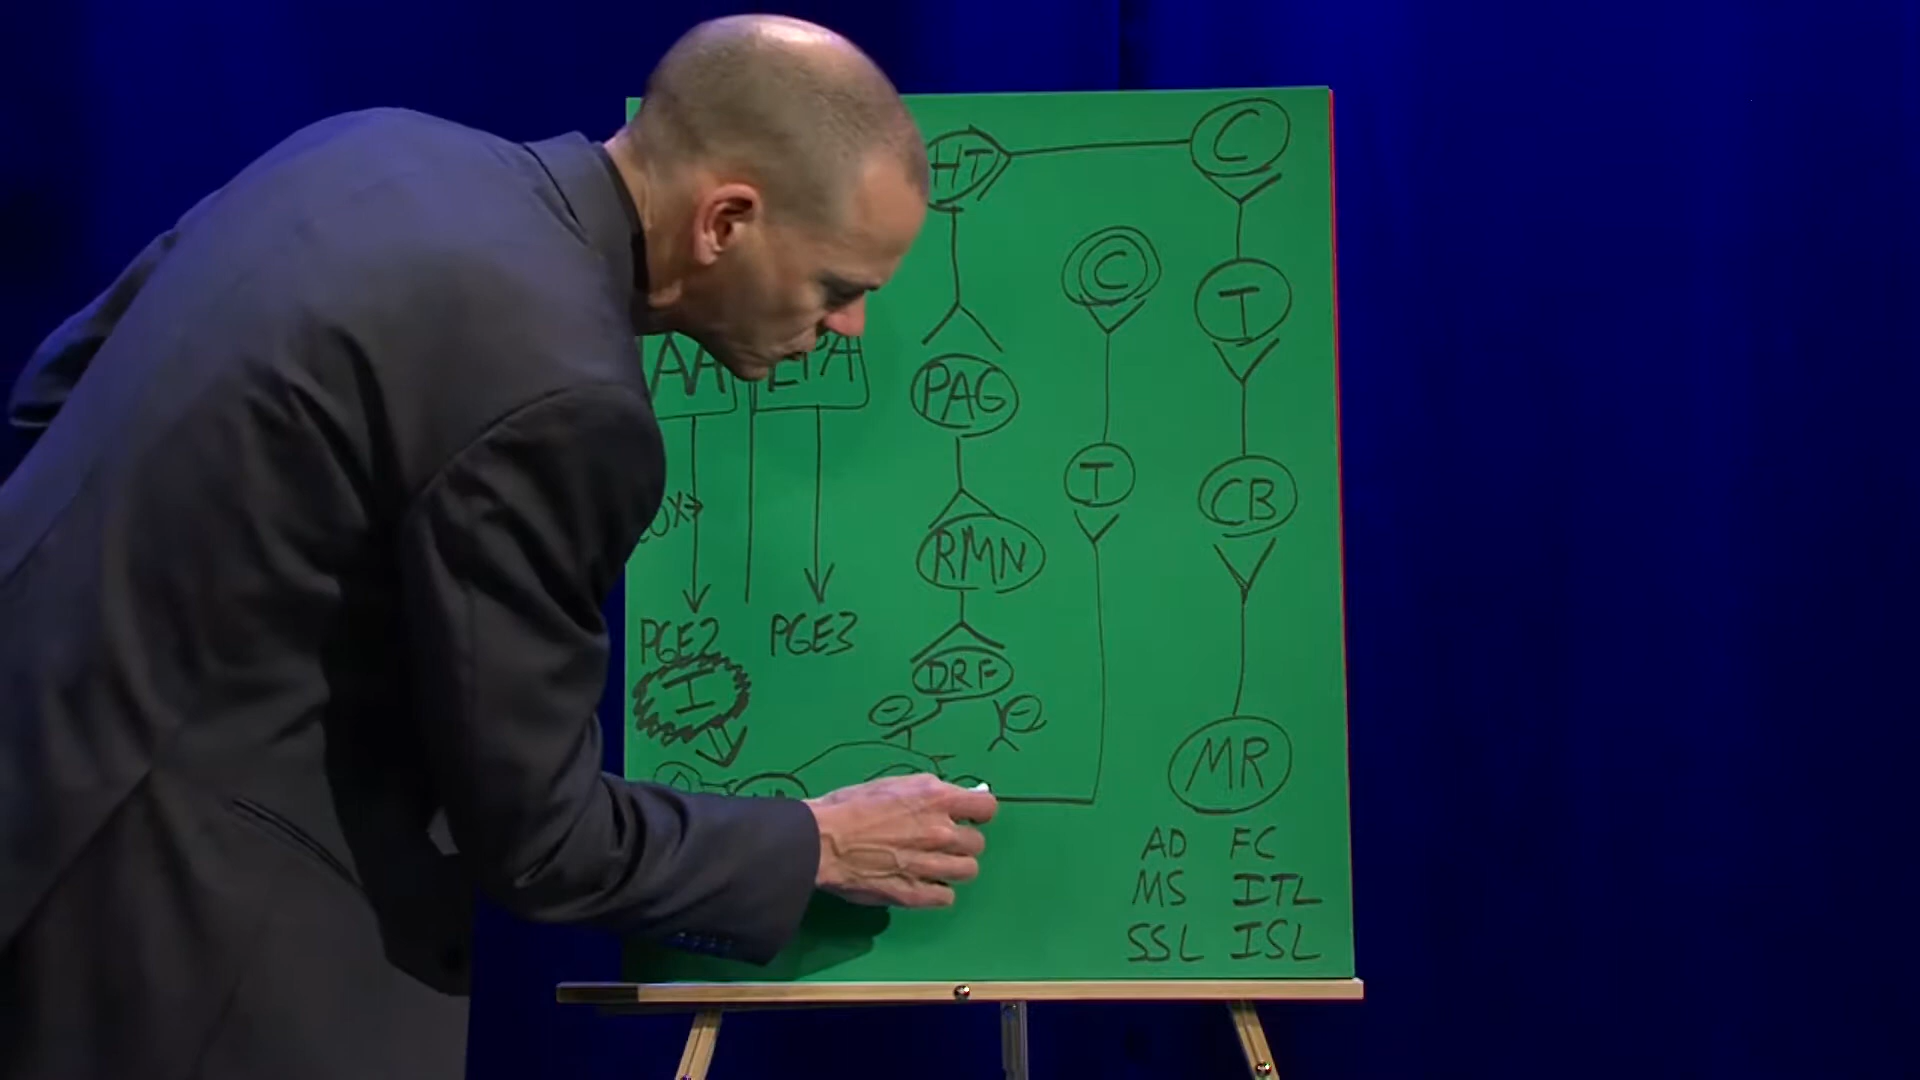 HT
C
C
T
AA
EPA
PAG
T
COX
CB
RMN
PGE2
PGE3
DRF
I
MR
AD FC
MS ITL
SSL ISL